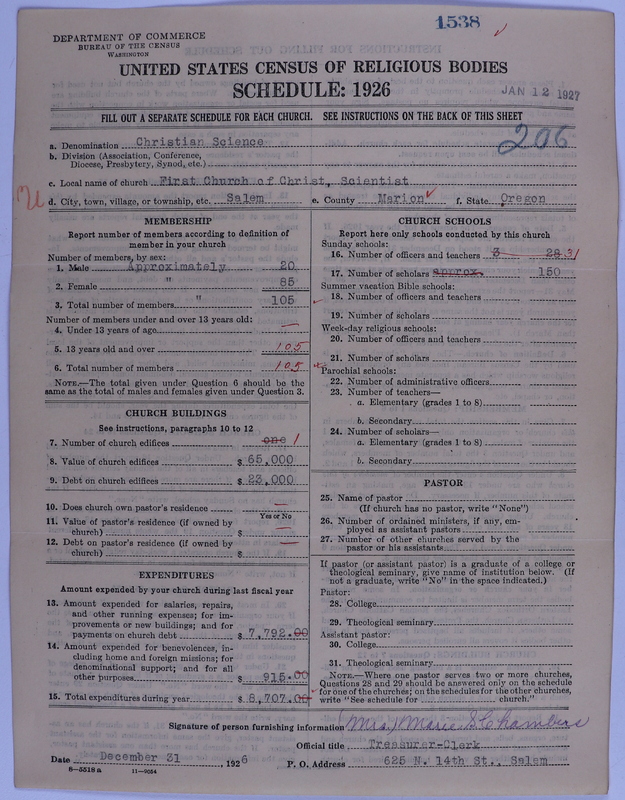 1538
DEPARTMENT OF COMMERCE
BUREAU OF THE CENSUS
WASHINGTON
UNITED STATES CENSUS OF RELIGIOUS BODIES
SCHEDULE: 1926
JAN 12 1927
FILL OUT A SEPARATE SCHEDULE FOR EACH CHURCH. SEE INSTRUCTIONS ON THE BACK OF THIS SHEET
206
a. Denomination Christian Science
b. Division (Association, Conference, Diocese, Presbytery, Synod, etc.)
c. Local name of church First Church of Christ, Scientist
d. City, town, village, or township, etc. Salem e. County Marion f. State Oregon
MEMBERSHIP
Report number of members according to definition of
member in your church
Number of members, by sex:
1. Male Approximately 20
2. Female " 85
3. Total number of members " 105
Number of members under and over 13 years old:
4. Under 13 years of age —
5. 13 years old and over 105
6. Total number of members 105
NOTE.—The total given under Question 6 should be the
same as the total of males and females given under Question 3.
CHURCH BUILDINGS
See instructions, paragraphs 10 to 12
7. Number of church edifices one 1
8. Value of church edifices $ 65,000
9. Debt on church edifices $ 23,000
10. Does church own pastor's residence —
Yes or No
11. Value of pastor's residence (if owned by
church) $ —
12. Debt on pastor's residence (if owned by
church) $ —
EXPENDITURES
Amount expended by your church during last fiscal year
13. Amount expended for salaries, repairs,
and other running expenses; for im-
provements or new buildings; and for
payments on church debt $ 7,792.00
14. Amount expended for benevolences, in-
cluding home and foreign missions; for
denominational support; and for all
other purposes $ 915.00
15. Total expenditures during year $ 8,707.00
CHURCH SCHOOLS
Report here only schools conducted by this church
Sunday schools:
16. Number of officers and teachers 3 28 31
17. Number of scholars approx. 150
Summer vacation Bible schools:
18. Number of officers and teachers
19. Number of scholars
Week-day religious schools:
20. Number of officers and teachers
21. Number of scholars
Parochial schools:
22. Number of administrative officers
23. Number of teachers—
a. Elementary (grades 1 to 8)
b. Secondary
24. Number of scholars—
a. Elementary (grades 1 to 8)
b. Secondary
PASTOR
25. Name of pastor
(If church has no pastor, write "None")
26. Number of ordained ministers, if any, em-
ployed as assistant pastors
27. Number of other churches served by the
pastor or his assistants
If pastor (or assistant pastor) is a graduate of a college or
theological seminary, give name of institution below. (If
not a graduate, write "No" in the space indicated.)
Pastor:
28. College
29. Theological seminary
Assistant pastor:
30. College
31. Theological seminary
NOTE.—Where one pastor serves two or more churches,
Questions 28 and 29 should be answered only on the schedule
for one of the churches; on the schedules for the other churches,
write "See schedule for church."
Signature of person furnishing information Mrs. Marie S. Chambers
Official title Treasurer-Clerk
Date December 31, 1926 P. O. Address 625 N. 14th St., Salem
8—5518a 11—9054